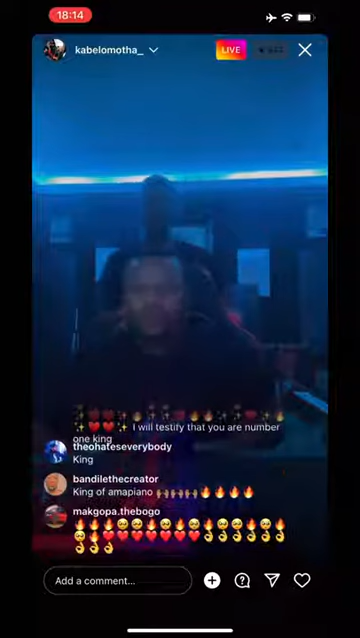 18:14
kabelomotha_
LIVE
I will testify that you are number
one king
theohateseverybody
King
bandilethecreator
King of amapiano
makgopa.thebogo
Add a comment...